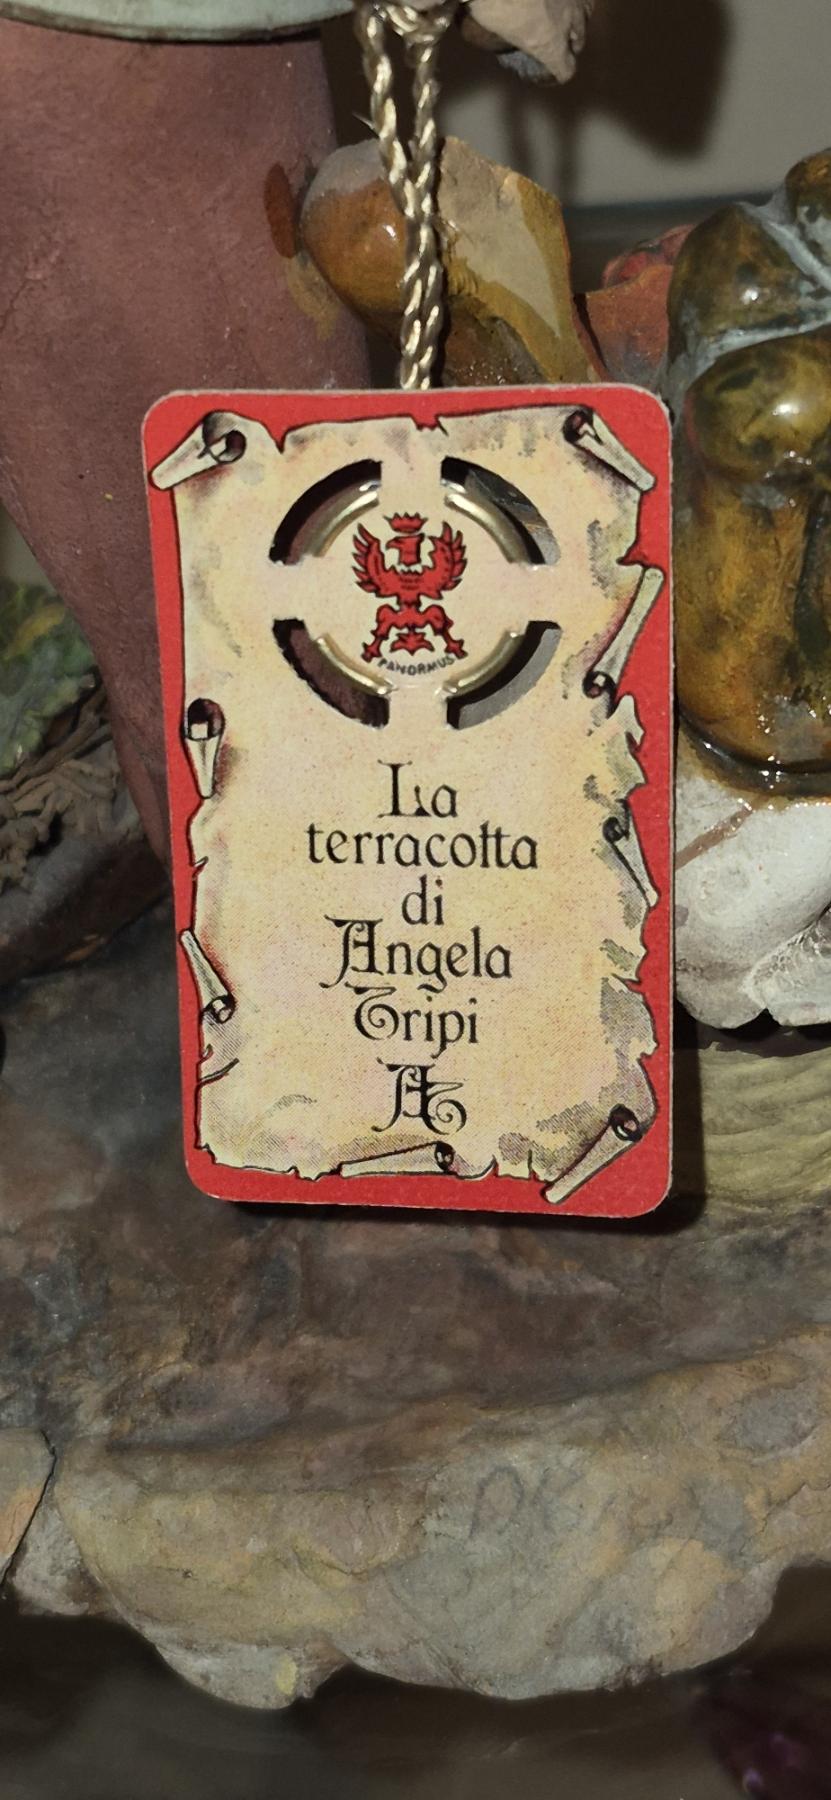 PANORMUS
La
terracotta
di
Angela
Tripi
AT